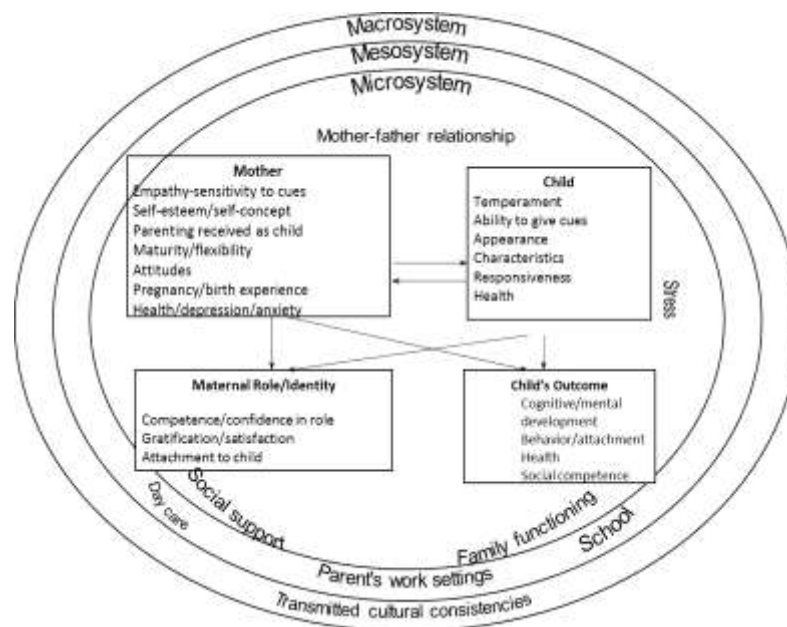 Macrosystem
Mesosystem
Microsystem
Mother-father relationship
Mother
Empathy-sensitivity to cues
Self-esteem/self-concept
Parenting received as child
Maturity/flexibility
Attitudes
Pregnancy/birth experience
Health/depression/anxiety
Child
Temperament
Ability to give cues
Appearance
Characteristics
Responsiveness
Health
Stress
Maternal Role/Identity
Competence/confidence in role
Gratification/satisfaction
Attachment to child
Child's Outcome
Cognitive/mental
development
Behavior/attachment
Health
Social competence
Social support
Day care
Family functioning
School
Parent's work settings
Transmitted cultural consistencies